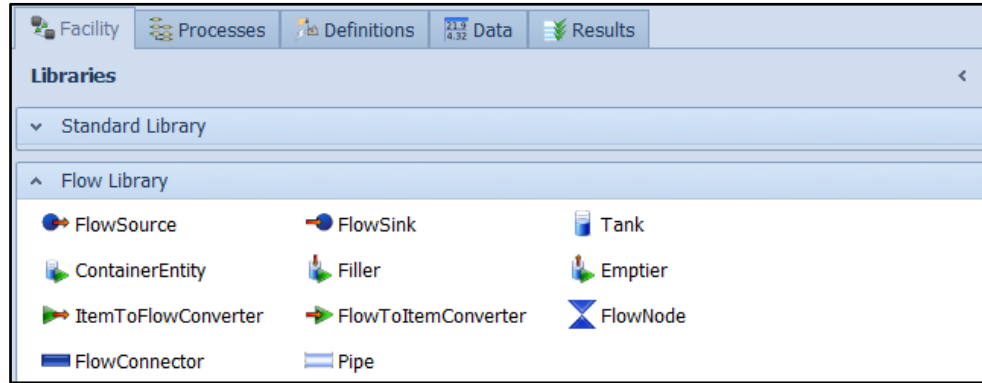 Facility Processes Definitions 21.9 4.32 Data Results
Libraries
Standard Library
Flow Library
FlowSource FlowSink Tank
ContainerEntity Filler Emptier
ItemToFlowConverter FlowToItemConverter FlowNode
FlowConnector Pipe